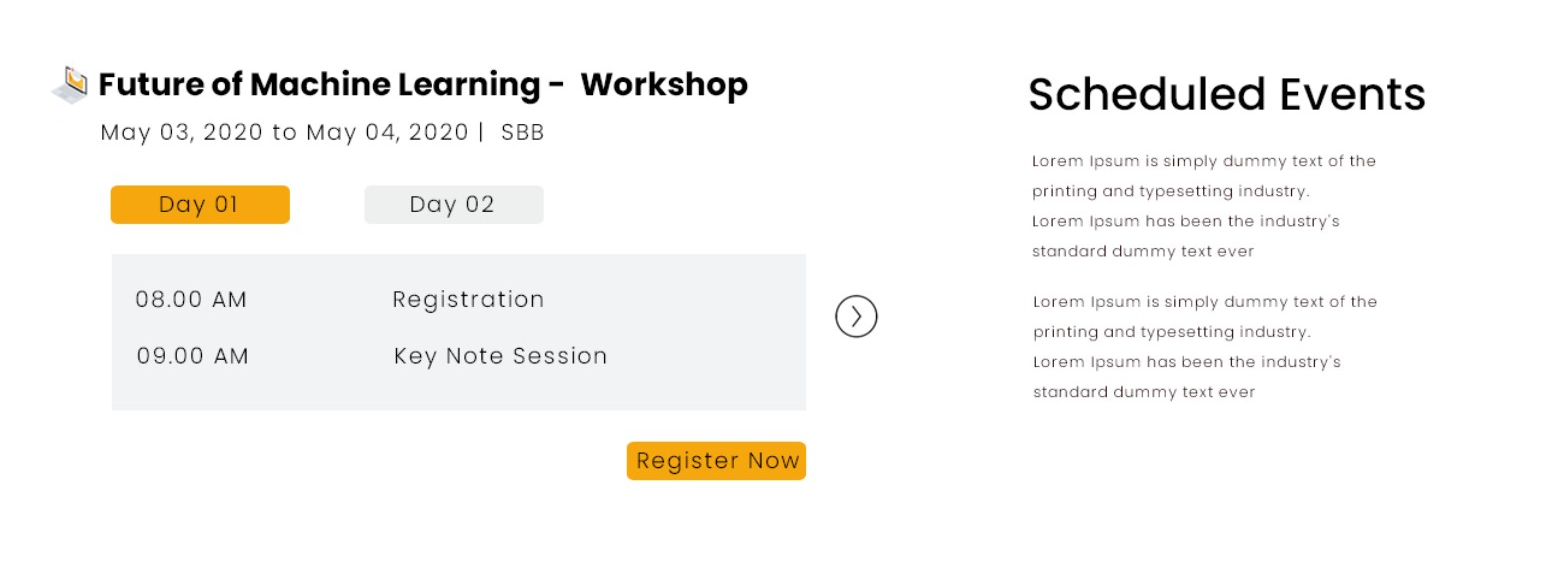 Future of Machine Learning - Workshop
May 03, 2020 to May 04, 2020 | SBB
Day 01 Day 02
08.00 AM Registration
09.00 AM Key Note Session
Register Now
Scheduled Events
Lorem Ipsum is simply dummy text of the
printing and typesetting industry.
Lorem Ipsum has been the industry's
standard dummy text ever
Lorem Ipsum is simply dummy text of the
printing and typesetting industry.
Lorem Ipsum has been the industry's
standard dummy text ever